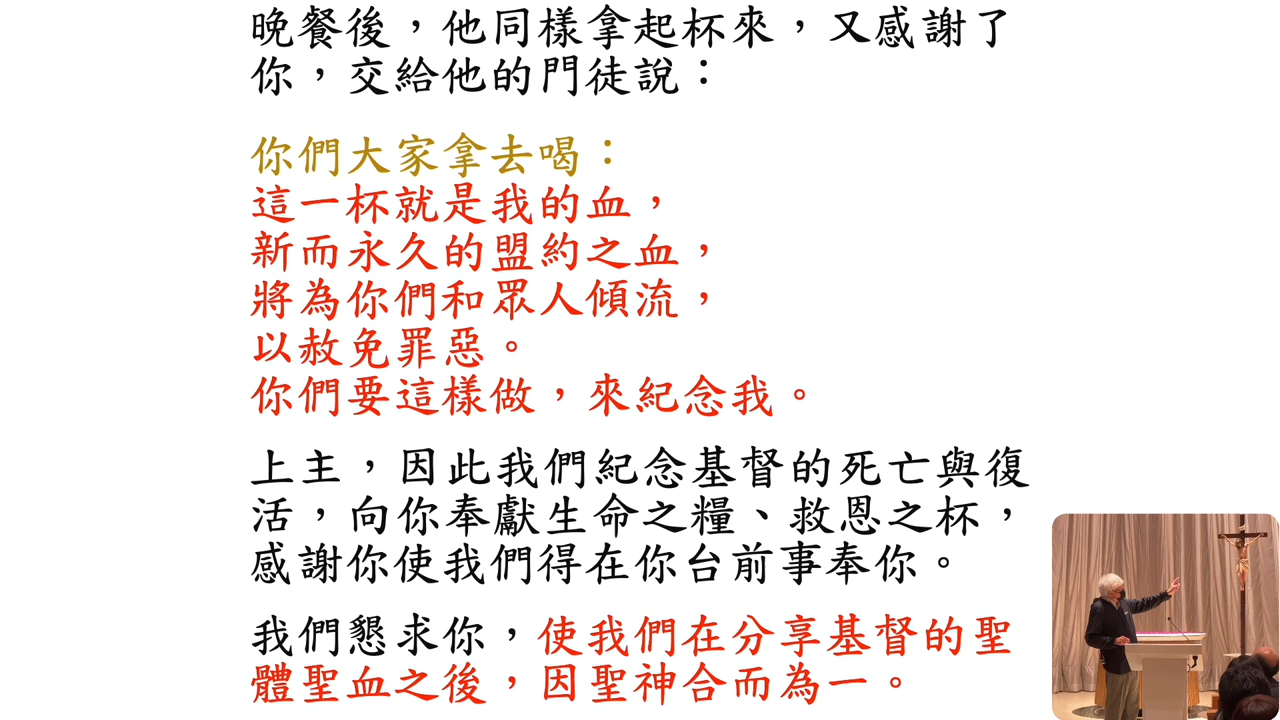 晚餐後，他同樣拿起杯來，又感謝了
你，交給他的門徒說：
你們大家拿去喝：
這一杯就是我的血，
新而永久的盟約之血，
將為你們和眾人傾流，
以赦免罪惡。
你們要這樣做，來紀念我。
上主，因此我們紀念基督的死亡與復
活，向你奉獻生命之糧、救恩之杯，
感謝你使我們得在你台前事奉你。
我們懇求你，使我們在分享基督的聖
體聖血之後，因聖神合而為一。